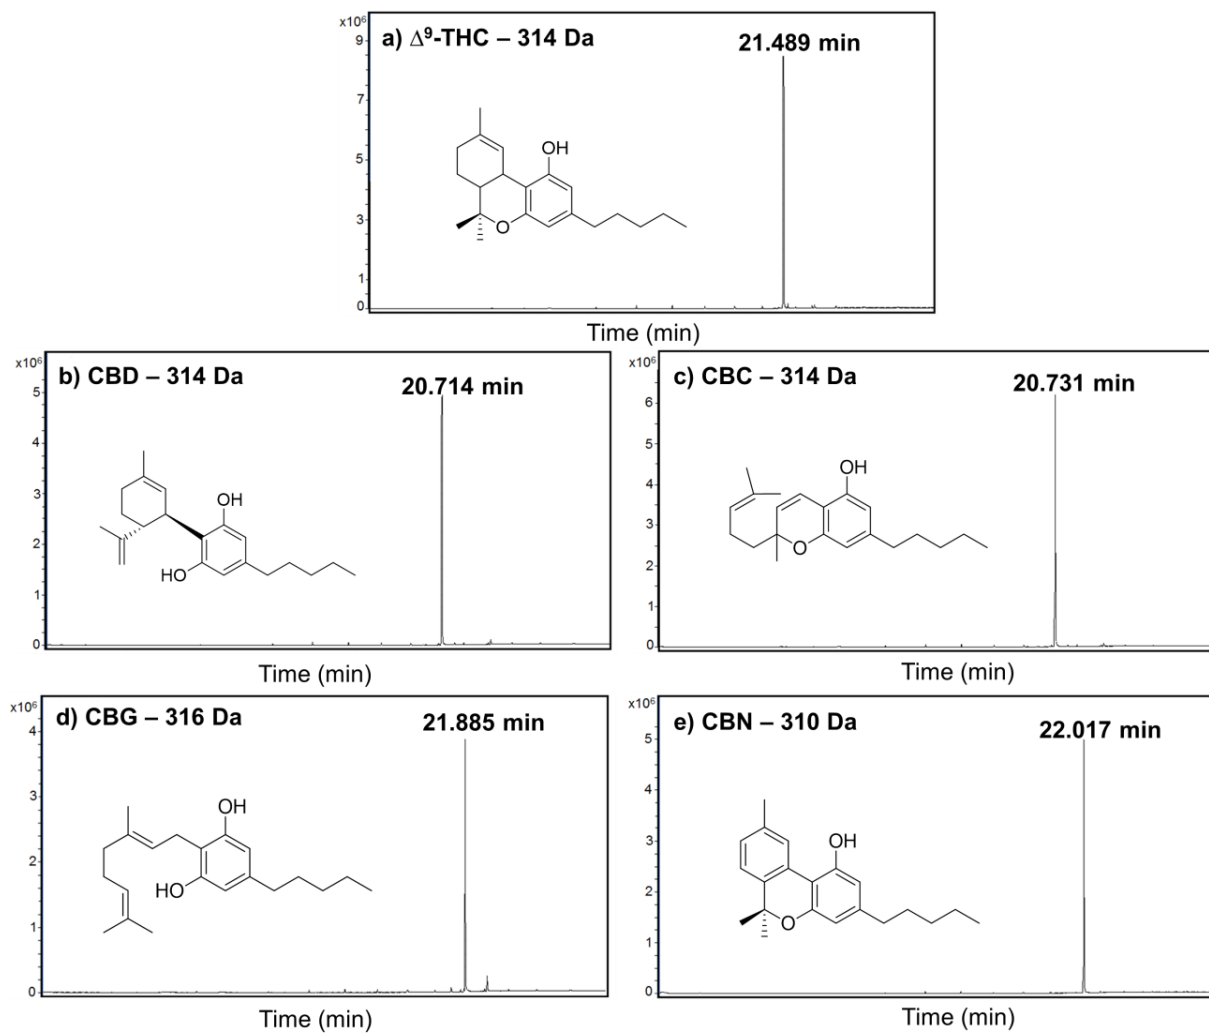 x10⁶
a) Δ⁹-THC – 314 Da
21.489 min
9
7
5
3
1
0
OH
O
Time (min)
x10⁶
b) CBD – 314 Da
20.714 min
5
4
3
2
1
0
OH
HO
Time (min)
x10⁶
c) CBC – 314 Da
20.731 min
6
5
4
3
2
1
0
OH
O
Time (min)
x10⁶
d) CBG – 316 Da
21.885 min
4
3
2
1
0
OH
HO
Time (min)
x10⁶
e) CBN – 310 Da
22.017 min
5
4
3
2
1
0
OH
O
Time (min)